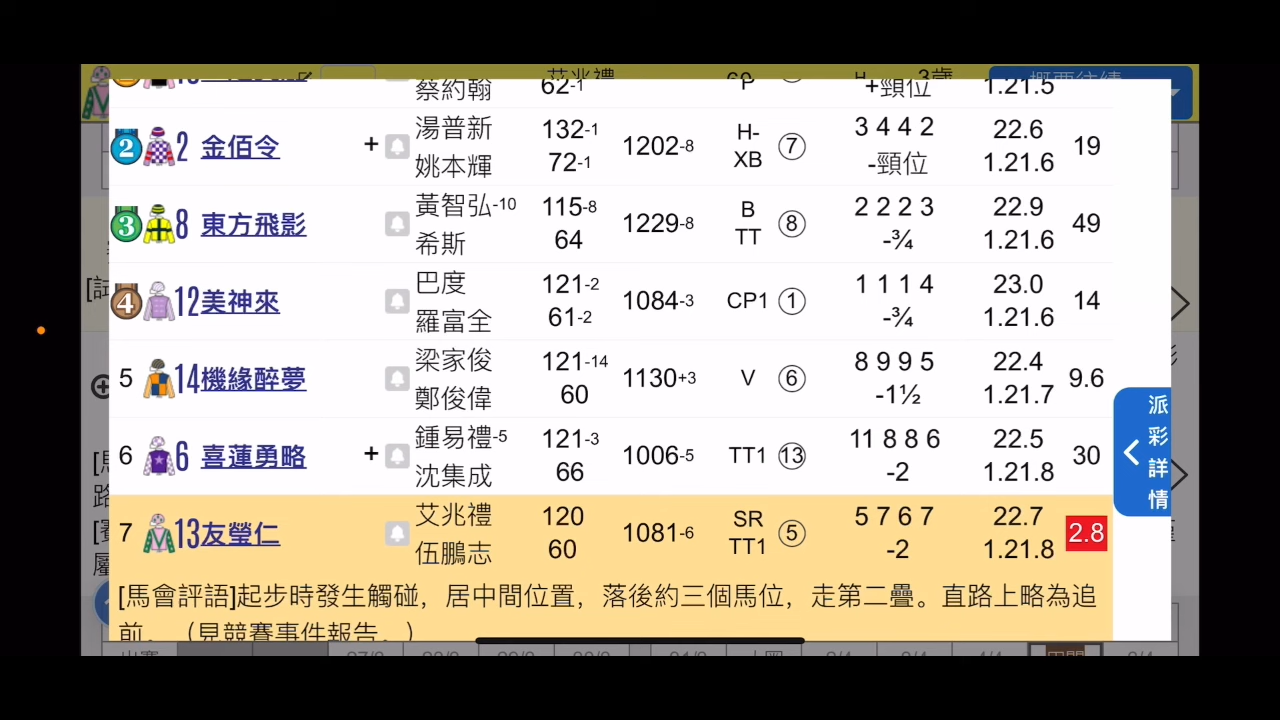 蔡約翰 62-1 P +頸位 1.21.5
2 2 金佰令 + 湯普新 132-1 1202-8 H- 7 3 4 4 2 22.6 19
姚本輝 72-1 XB -頸位 1.21.6
3 8 東方飛影 黃智弘-10 115-8 1229-8 B 8 2 2 2 3 22.9 49
希斯 64 TT -¾ 1.21.6
4 12 美神來 巴度 121-2 1084-3 CP1 1 1 1 1 4 23.0 14
羅富全 61-2 -¾ 1.21.6
5 14 機緣醉夢 梁家俊 121-14 1130+3 V 6 8 9 9 5 22.4 9.6
鄭俊偉 60 -1½ 1.21.7
6 6 喜蓮勇略 + 鍾易禮-5 121-3 1006-5 TT1 13 11 8 8 6 22.5 30
沈集成 66 -2 1.21.8
7 13 友瑩仁 艾兆禮 120 1081-6 SR 5 5 7 6 7 22.7 2.8
伍鵬志 60 TT1 -2 1.21.8
[馬會評語]起步時發生觸碰，居中間位置，落後約三個馬位，走第二疊。直路上略為追
前。（見競賽事件報告。）
派
彩
詳
情